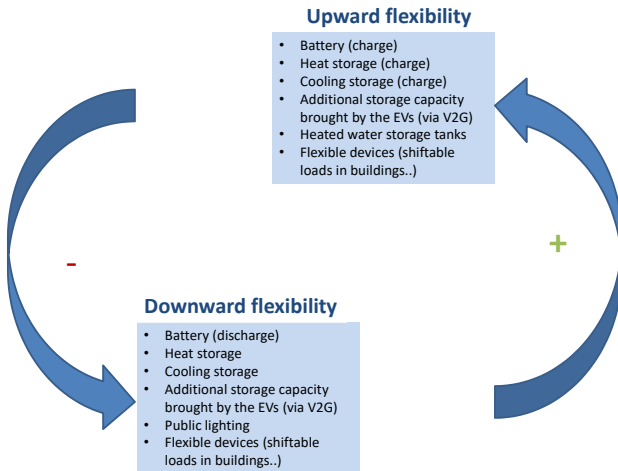 Upward flexibility
• Battery (charge)
• Heat storage (charge)
• Cooling storage (charge)
• Additional storage capacity
brought by the EVs (via V2G)
• Heated water storage tanks
• Flexible devices (shiftable
loads in buildings..)
+
-
Downward flexibility
• Battery (discharge)
• Heat storage
• Cooling storage
• Additional storage capacity
brought by the EVs (via V2G)
• Public lighting
• Flexible devices (shiftable
loads in buildings..)